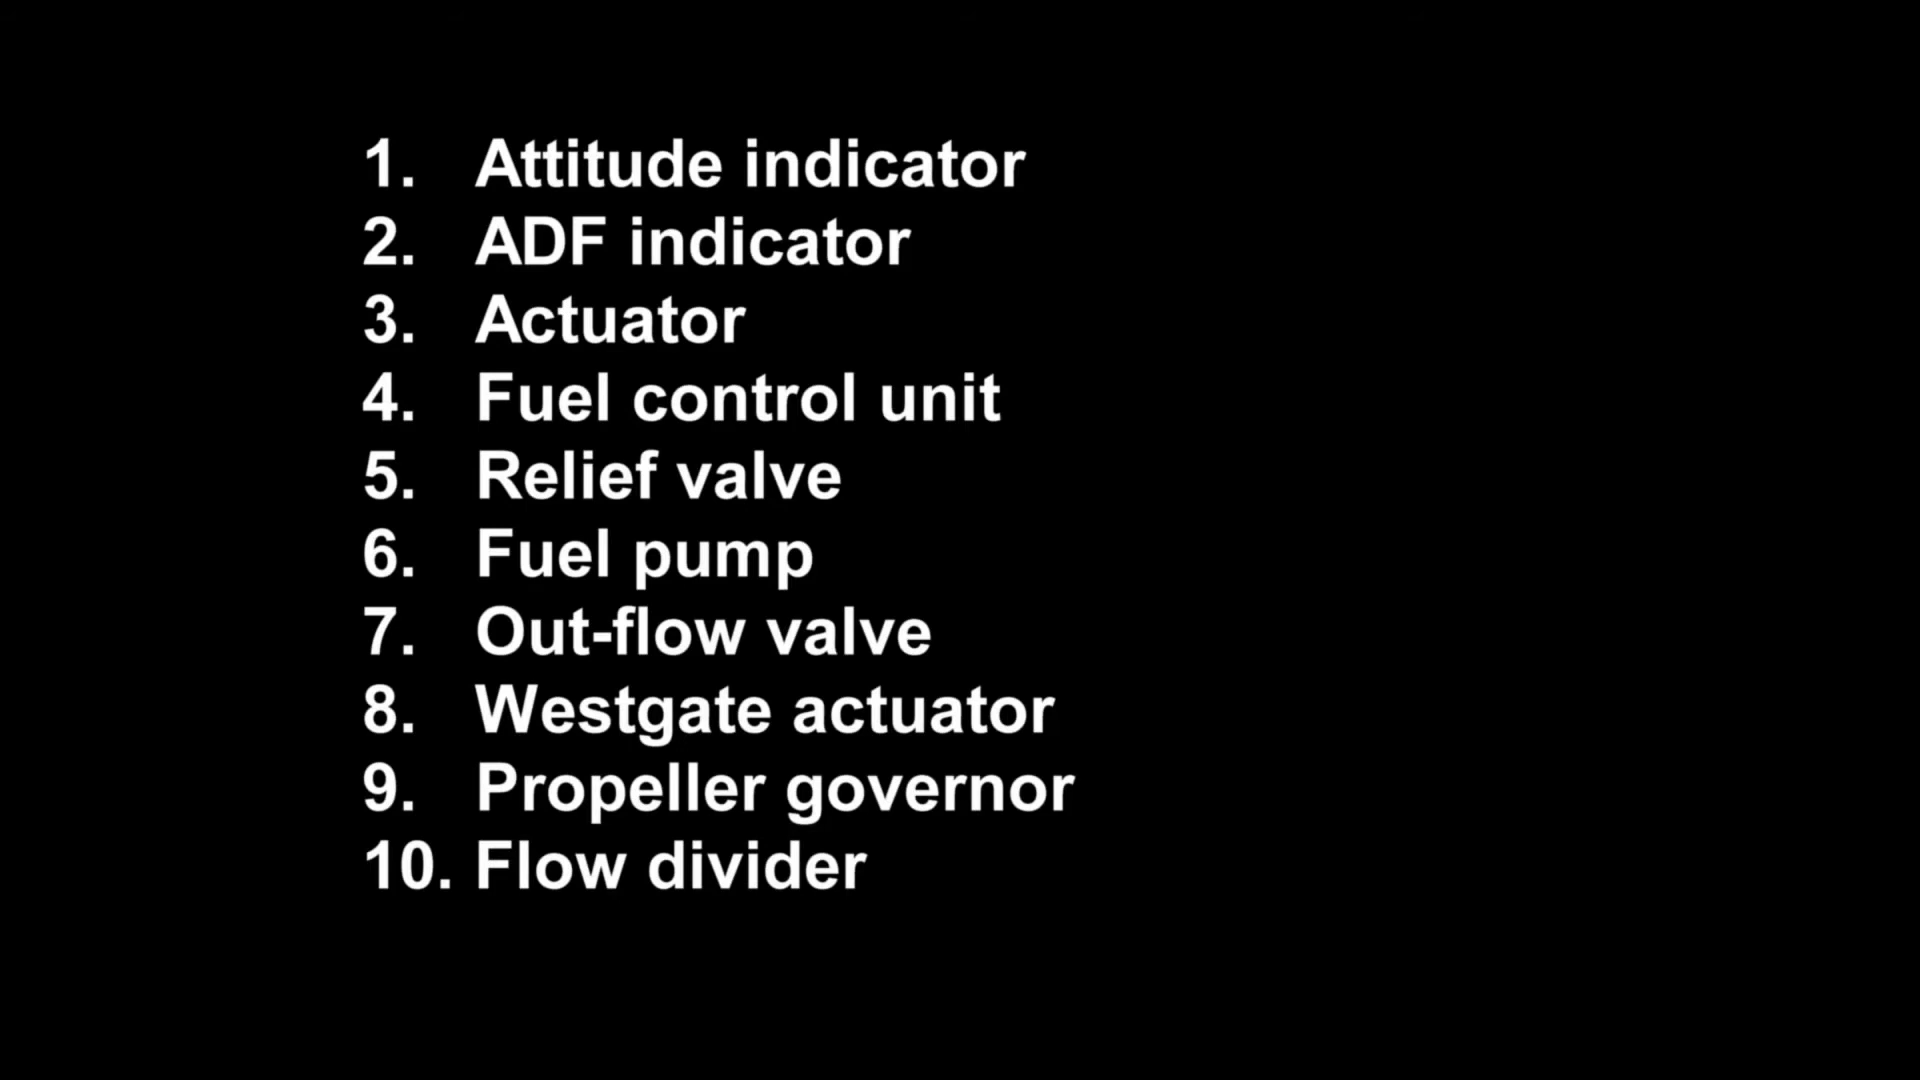 1. Attitude indicator
2. ADF indicator
3. Actuator
4. Fuel control unit
5. Relief valve
6. Fuel pump
7. Out-flow valve
8. Westgate actuator
9. Propeller governor
10. Flow divider